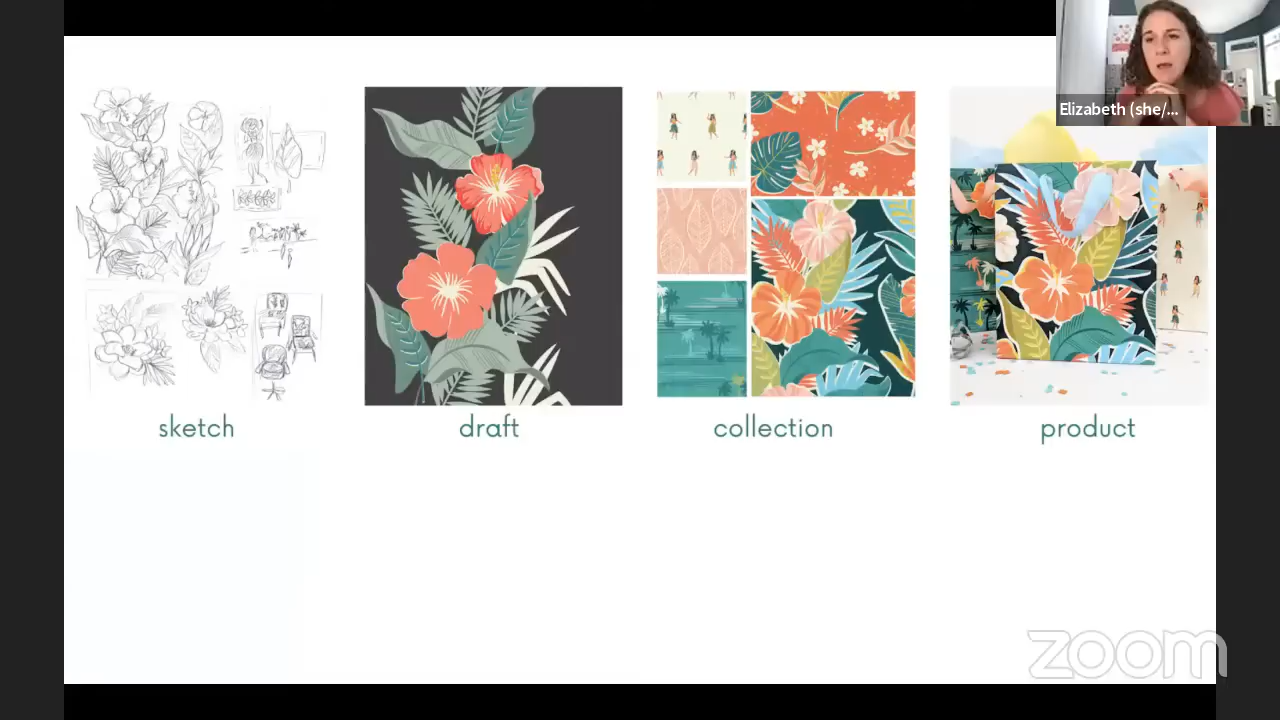 Elizabeth (she/...
sketch
draft
collection
product
zoom